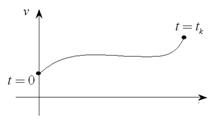 v
t = t_k
t = 0